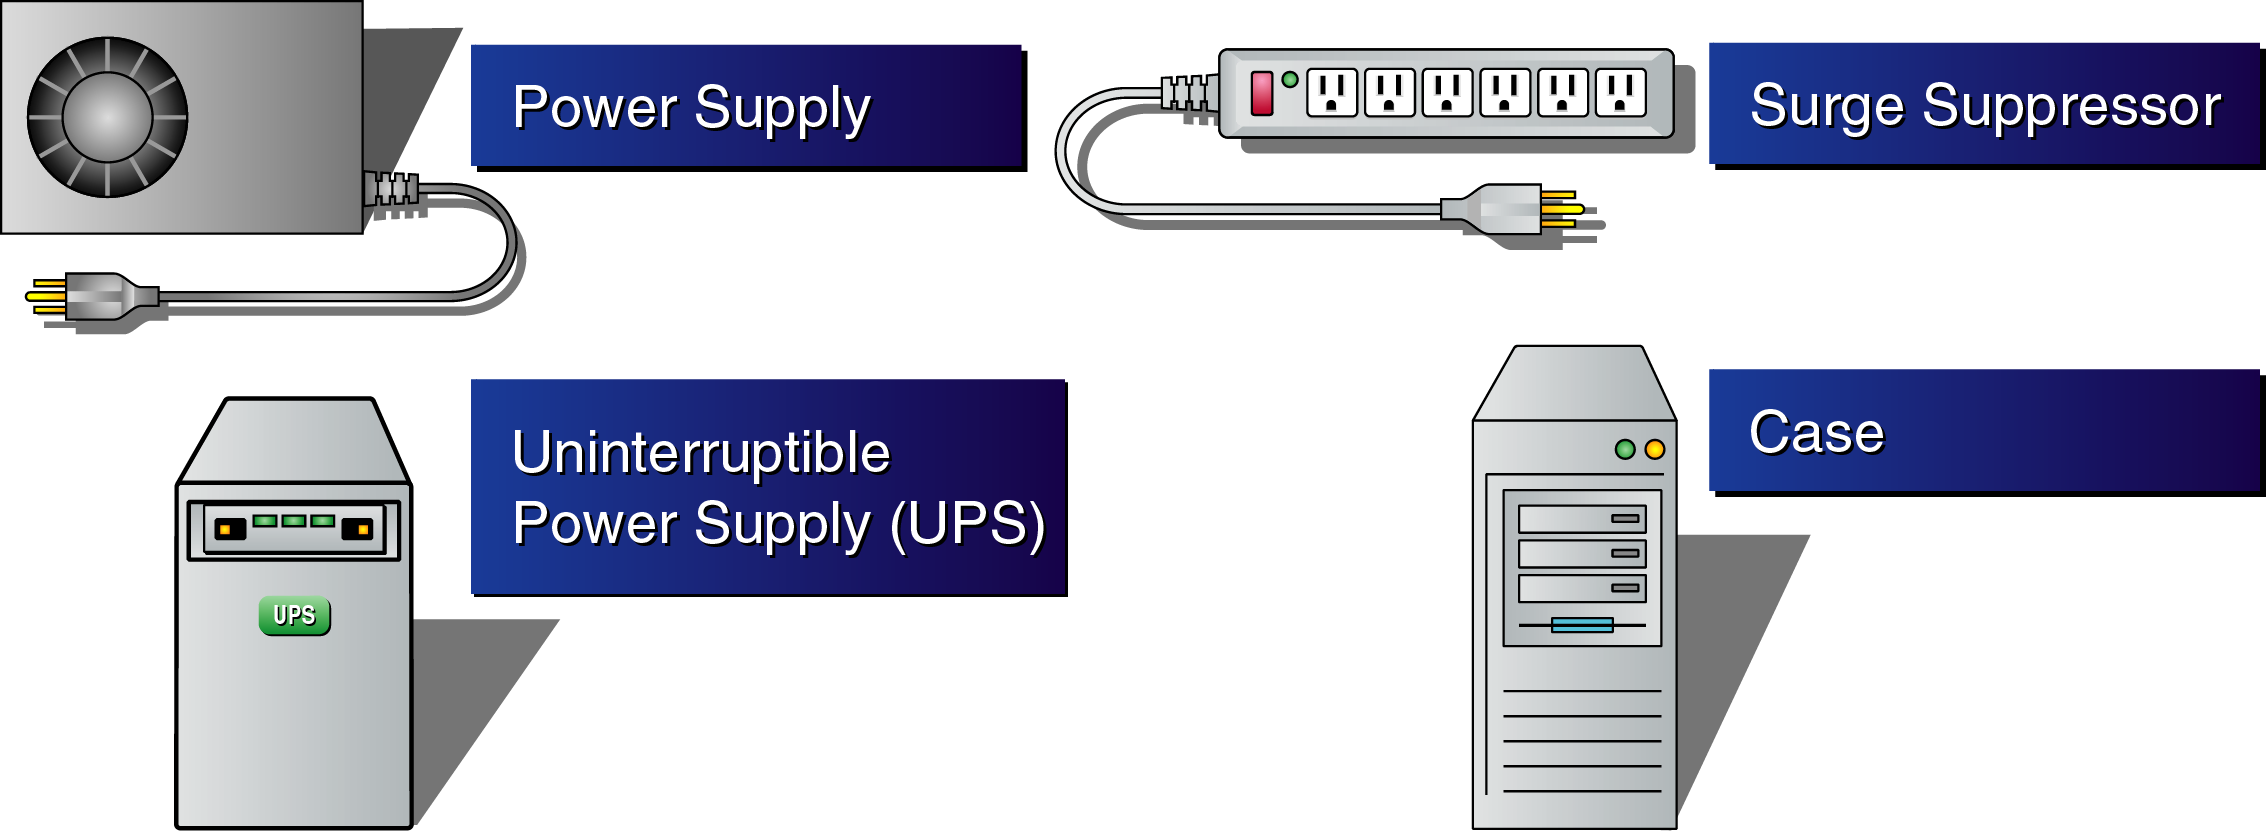 Power Supply
Surge Suppressor
Uninterruptible
Power Supply (UPS)
UPS
Case